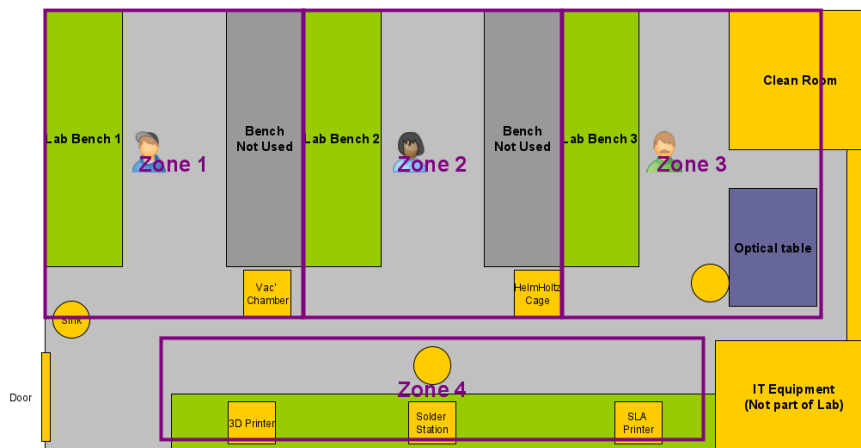 Clean Room
Lab Bench 1
Bench
Not Used
Lab Bench 2
Bench
Not Used
Lab Bench 3
Zone 1
Zone 2
Zone 3
Optical table
Vac'
Chamber
HelmHoltz
Cage
Sink
Door
Zone 4
IT Equipment
(Not part of Lab)
3D Printer
Solder
Station
SLA
Printer